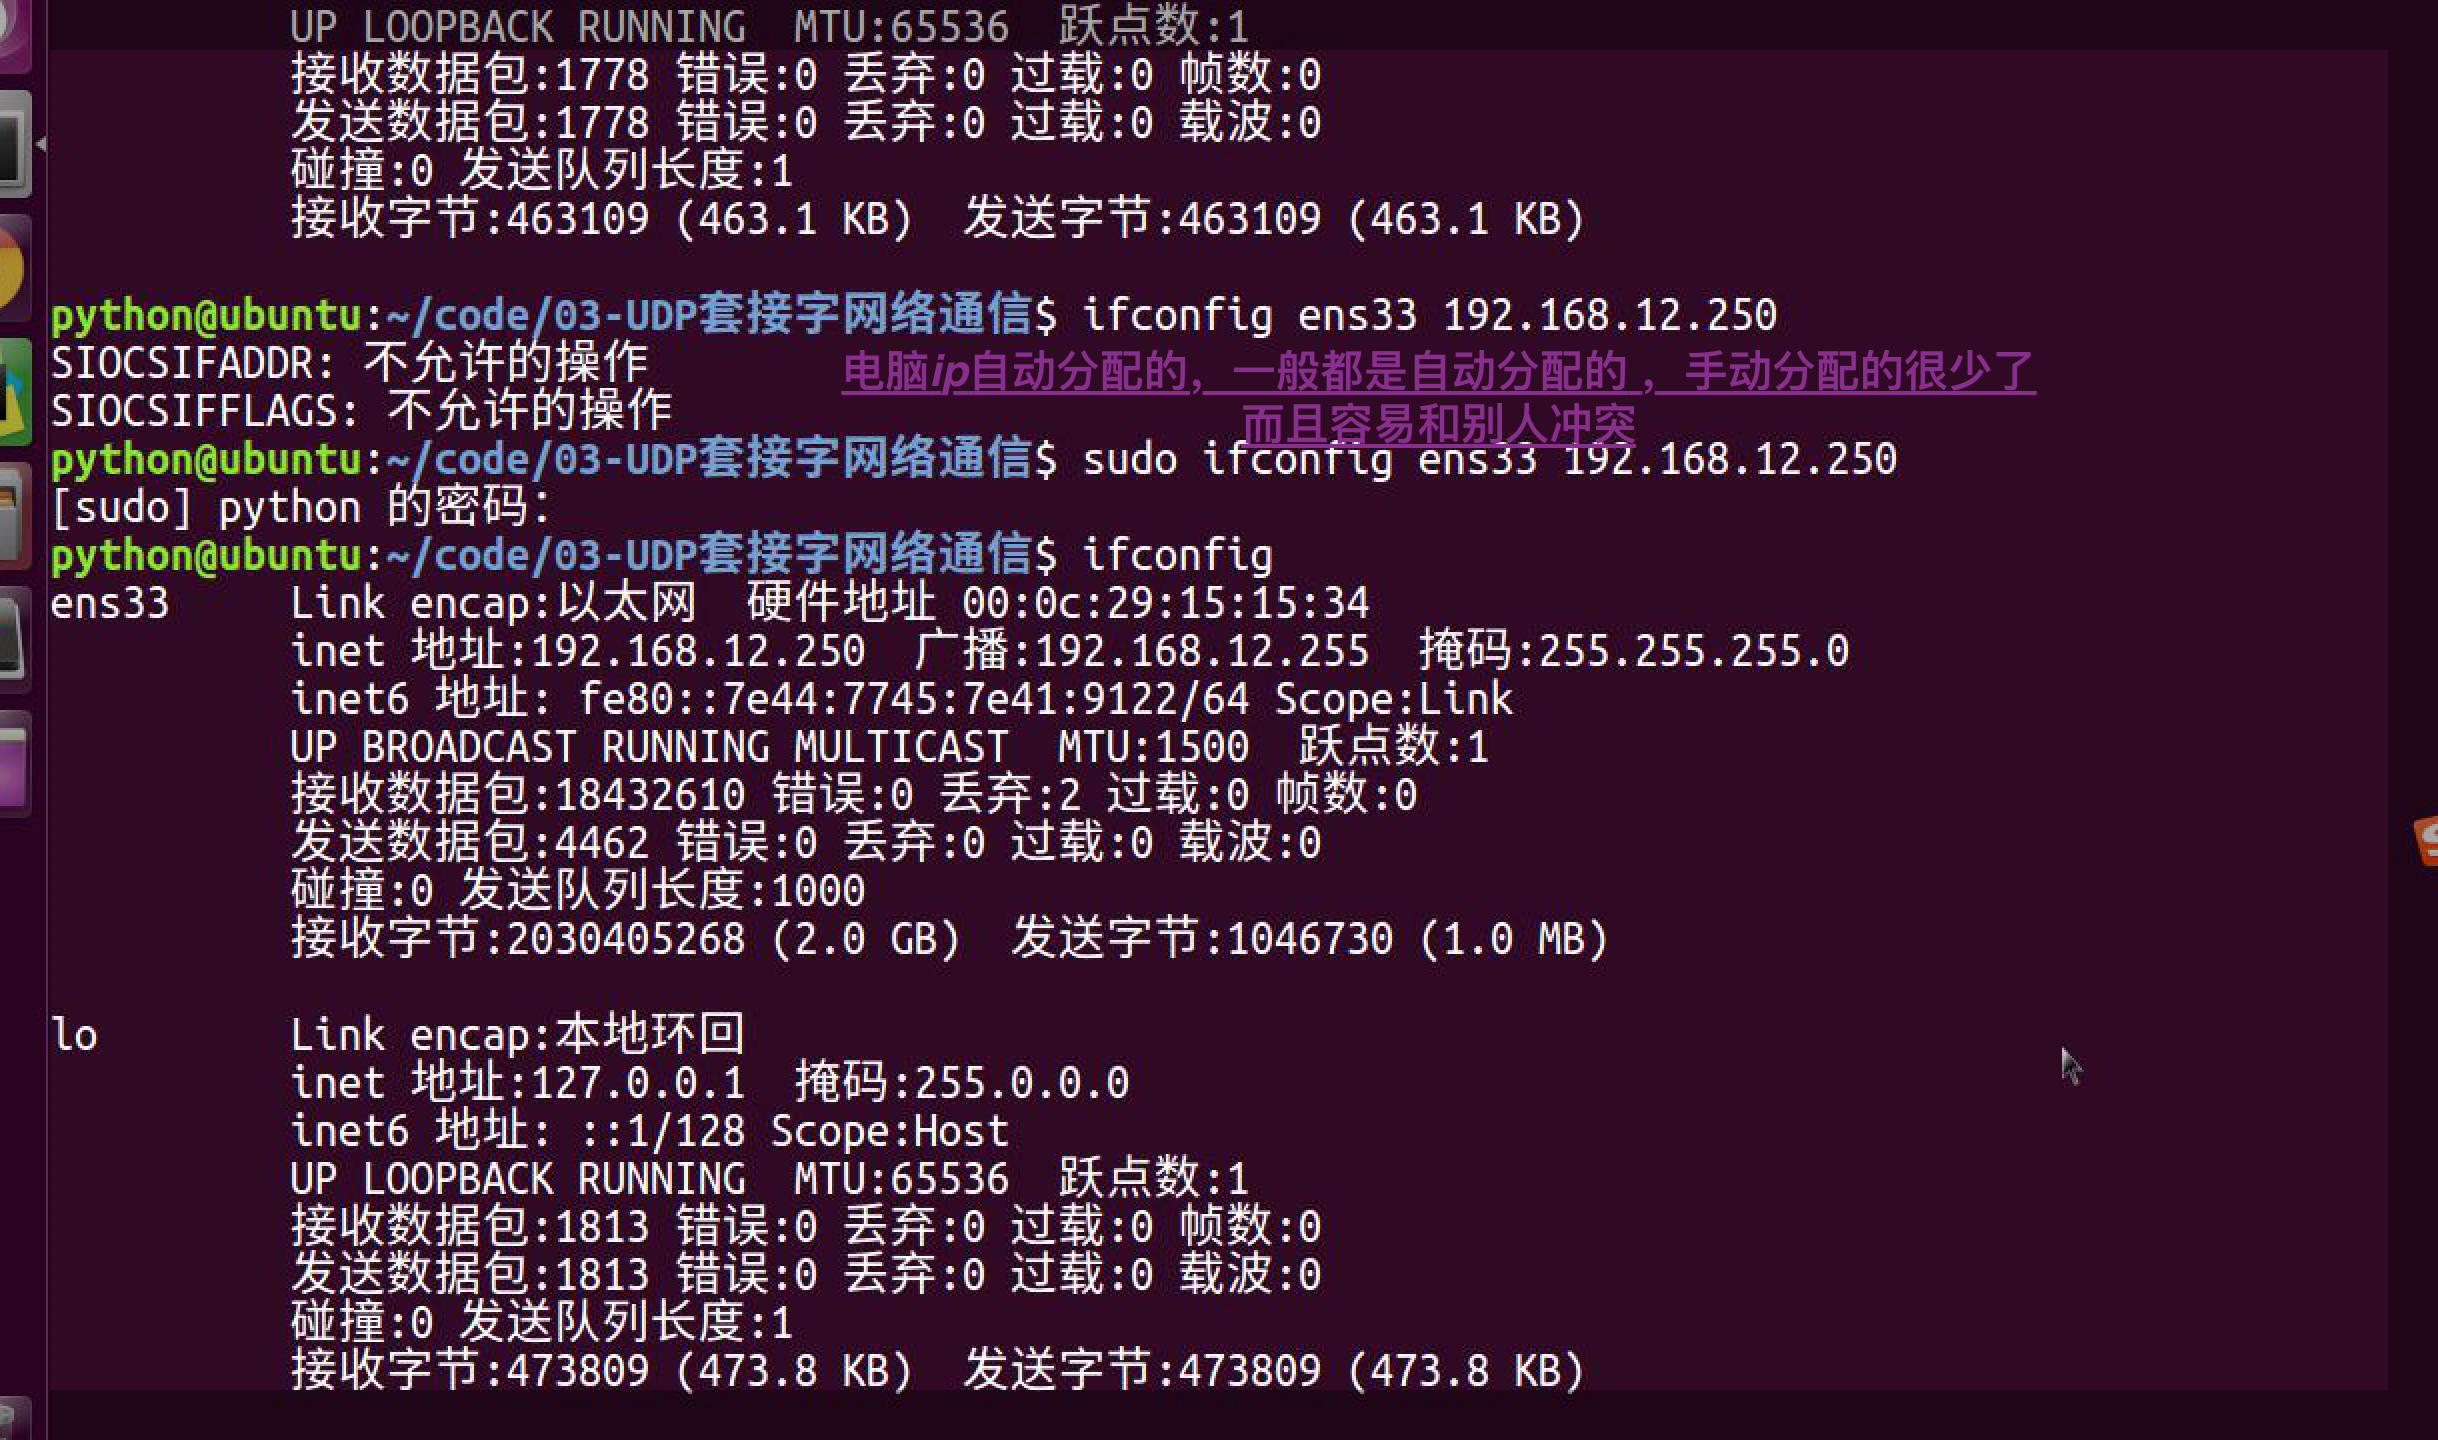 UP LOOPBACK RUNNING  MTU:65536  跃点数:1
接收数据包:1778 错误:0 丢弃:0 过载:0 帧数:0
发送数据包:1778 错误:0 丢弃:0 过载:0 载波:0
碰撞:0 发送队列长度:1
接收字节:463109 (463.1 KB)  发送字节:463109 (463.1 KB)
python@ubuntu:~/code/03-UDP套接字网络通信$ ifconfig ens33 192.168.12.250
SIOCSIFADDR: 不允许的操作
电脑ip自动分配的，一般都是自动分配的 ，手动分配的很少了
SIOCSIFFLAGS: 不允许的操作
而且容易和别人冲突
python@ubuntu:~/code/03-UDP套接字网络通信$ sudo ifconfig ens33 192.168.12.250
[sudo] python 的密码：
python@ubuntu:~/code/03-UDP套接字网络通信$ ifconfig
ens33     Link encap:以太网  硬件地址 00:0c:29:15:15:34
inet 地址:192.168.12.250  广播:192.168.12.255  掩码:255.255.255.0
inet6 地址: fe80::7e44:7745:7e41:9122/64 Scope:Link
UP BROADCAST RUNNING MULTICAST  MTU:1500  跃点数:1
接收数据包:18432610 错误:0 丢弃:2 过载:0 帧数:0
发送数据包:4462 错误:0 丢弃:0 过载:0 载波:0
碰撞:0 发送队列长度:1000
接收字节:2030405268 (2.0 GB)  发送字节:1046730 (1.0 MB)
lo        Link encap:本地环回
inet 地址:127.0.0.1  掩码:255.0.0.0
inet6 地址: ::1/128 Scope:Host
UP LOOPBACK RUNNING  MTU:65536  跃点数:1
接收数据包:1813 错误:0 丢弃:0 过载:0 帧数:0
发送数据包:1813 错误:0 丢弃:0 过载:0 载波:0
碰撞:0 发送队列长度:1
接收字节:473809 (473.8 KB)  发送字节:473809 (473.8 KB)